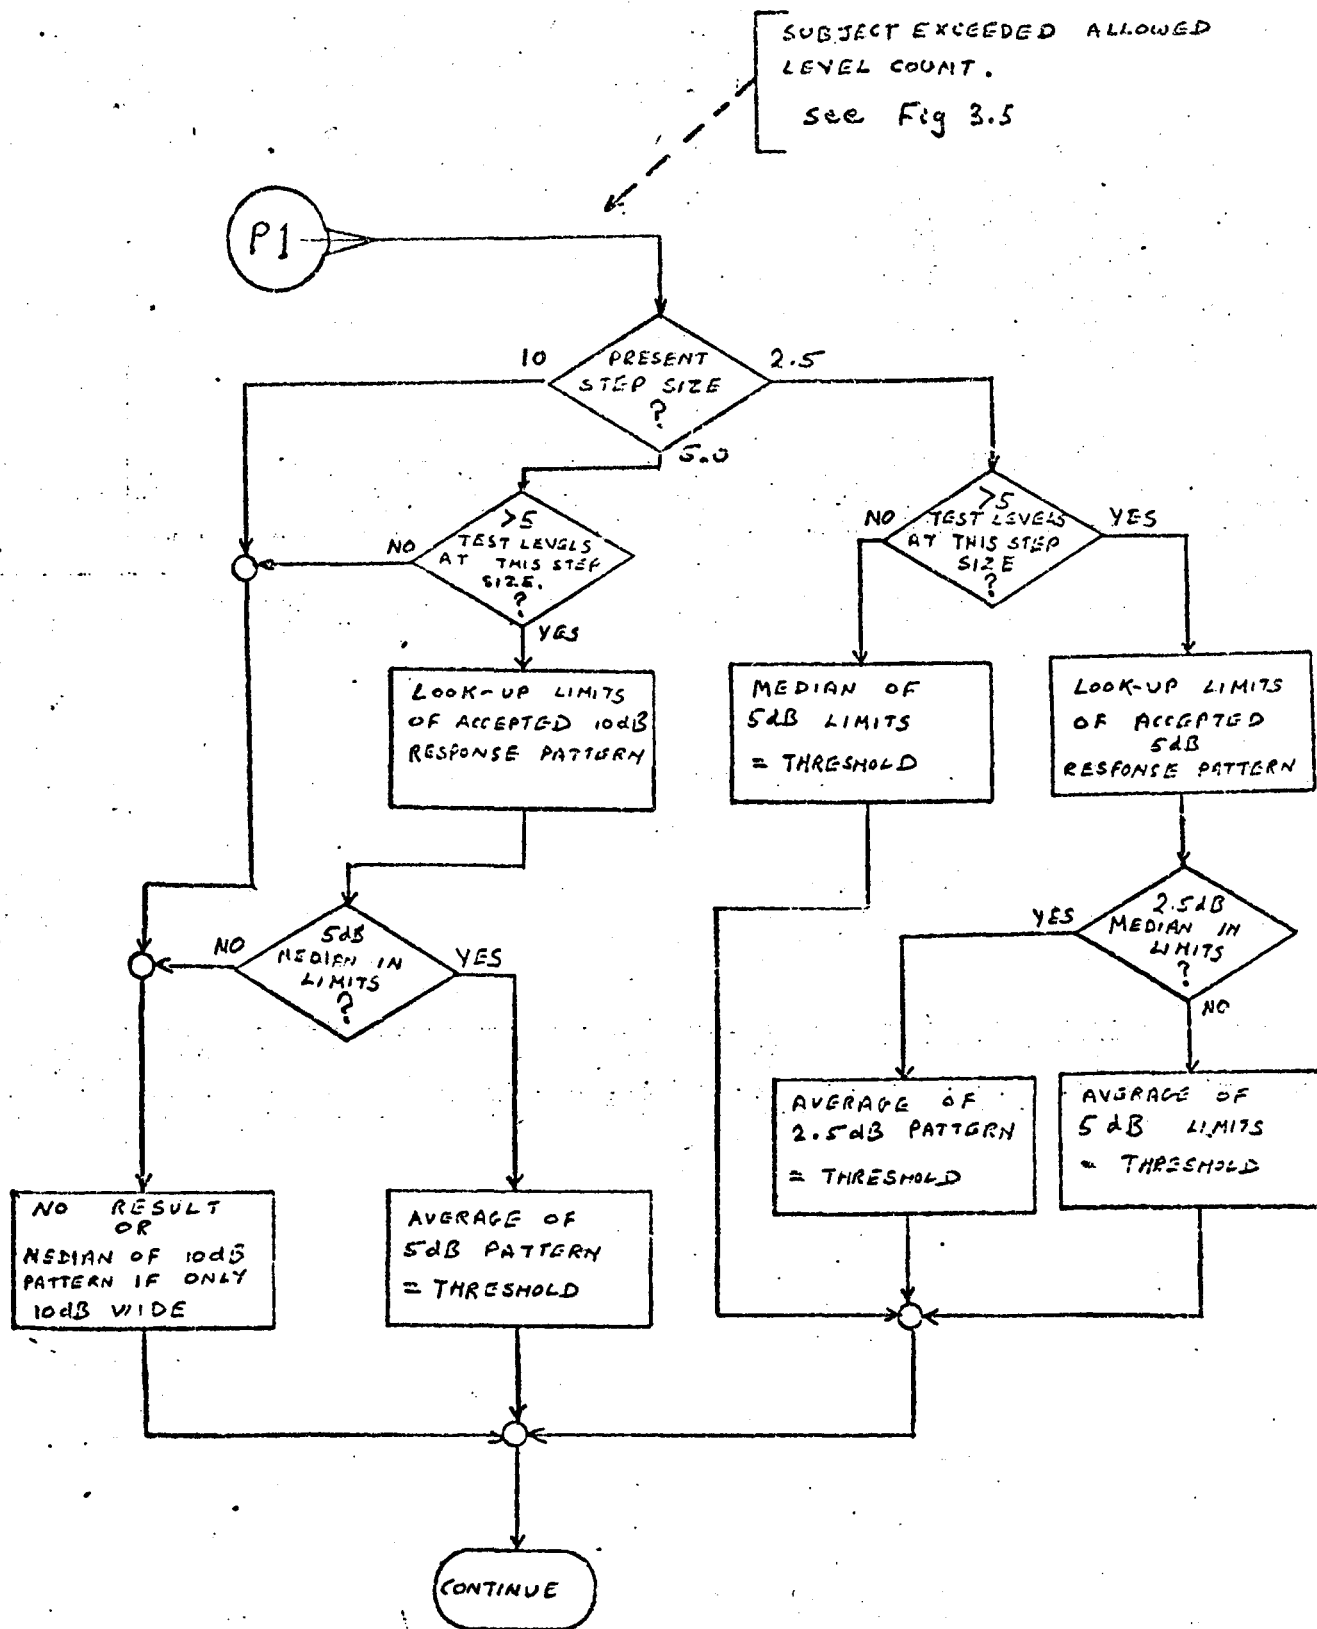 SUBJECT EXCEEDED ALLOWED
LEVEL COUNT.
see Fig 3.5
P1
PRESENT
STEP SIZE
?
10
2.5
5.0
>5
TEST LEVELS
AT THIS STEP
SIZE.
?
NO
YES
>5
TEST LEVELS
AT THIS STEP
SIZE
?
NO
YES
LOOK-UP LIMITS
OF ACCEPTED 10dB
RESPONSE PATTERN
MEDIAN OF
5dB LIMITS
= THRESHOLD
LOOK-UP LIMITS
OF ACCEPTED
5dB
RESPONSE PATTERN
5dB
MEDIAN IN
LIMITS
?
NO
YES
2.5dB
MEDIAN IN
LIMITS
?
YES
NO
AVERAGE OF
2.5dB PATTERN
= THRESHOLD
AVERAGE OF
5dB LIMITS
= THRESHOLD
NO RESULT
OR
MEDIAN OF 10dB
PATTERN IF ONLY
10dB WIDE
AVERAGE OF
5dB PATTERN
= THRESHOLD
CONTINUE